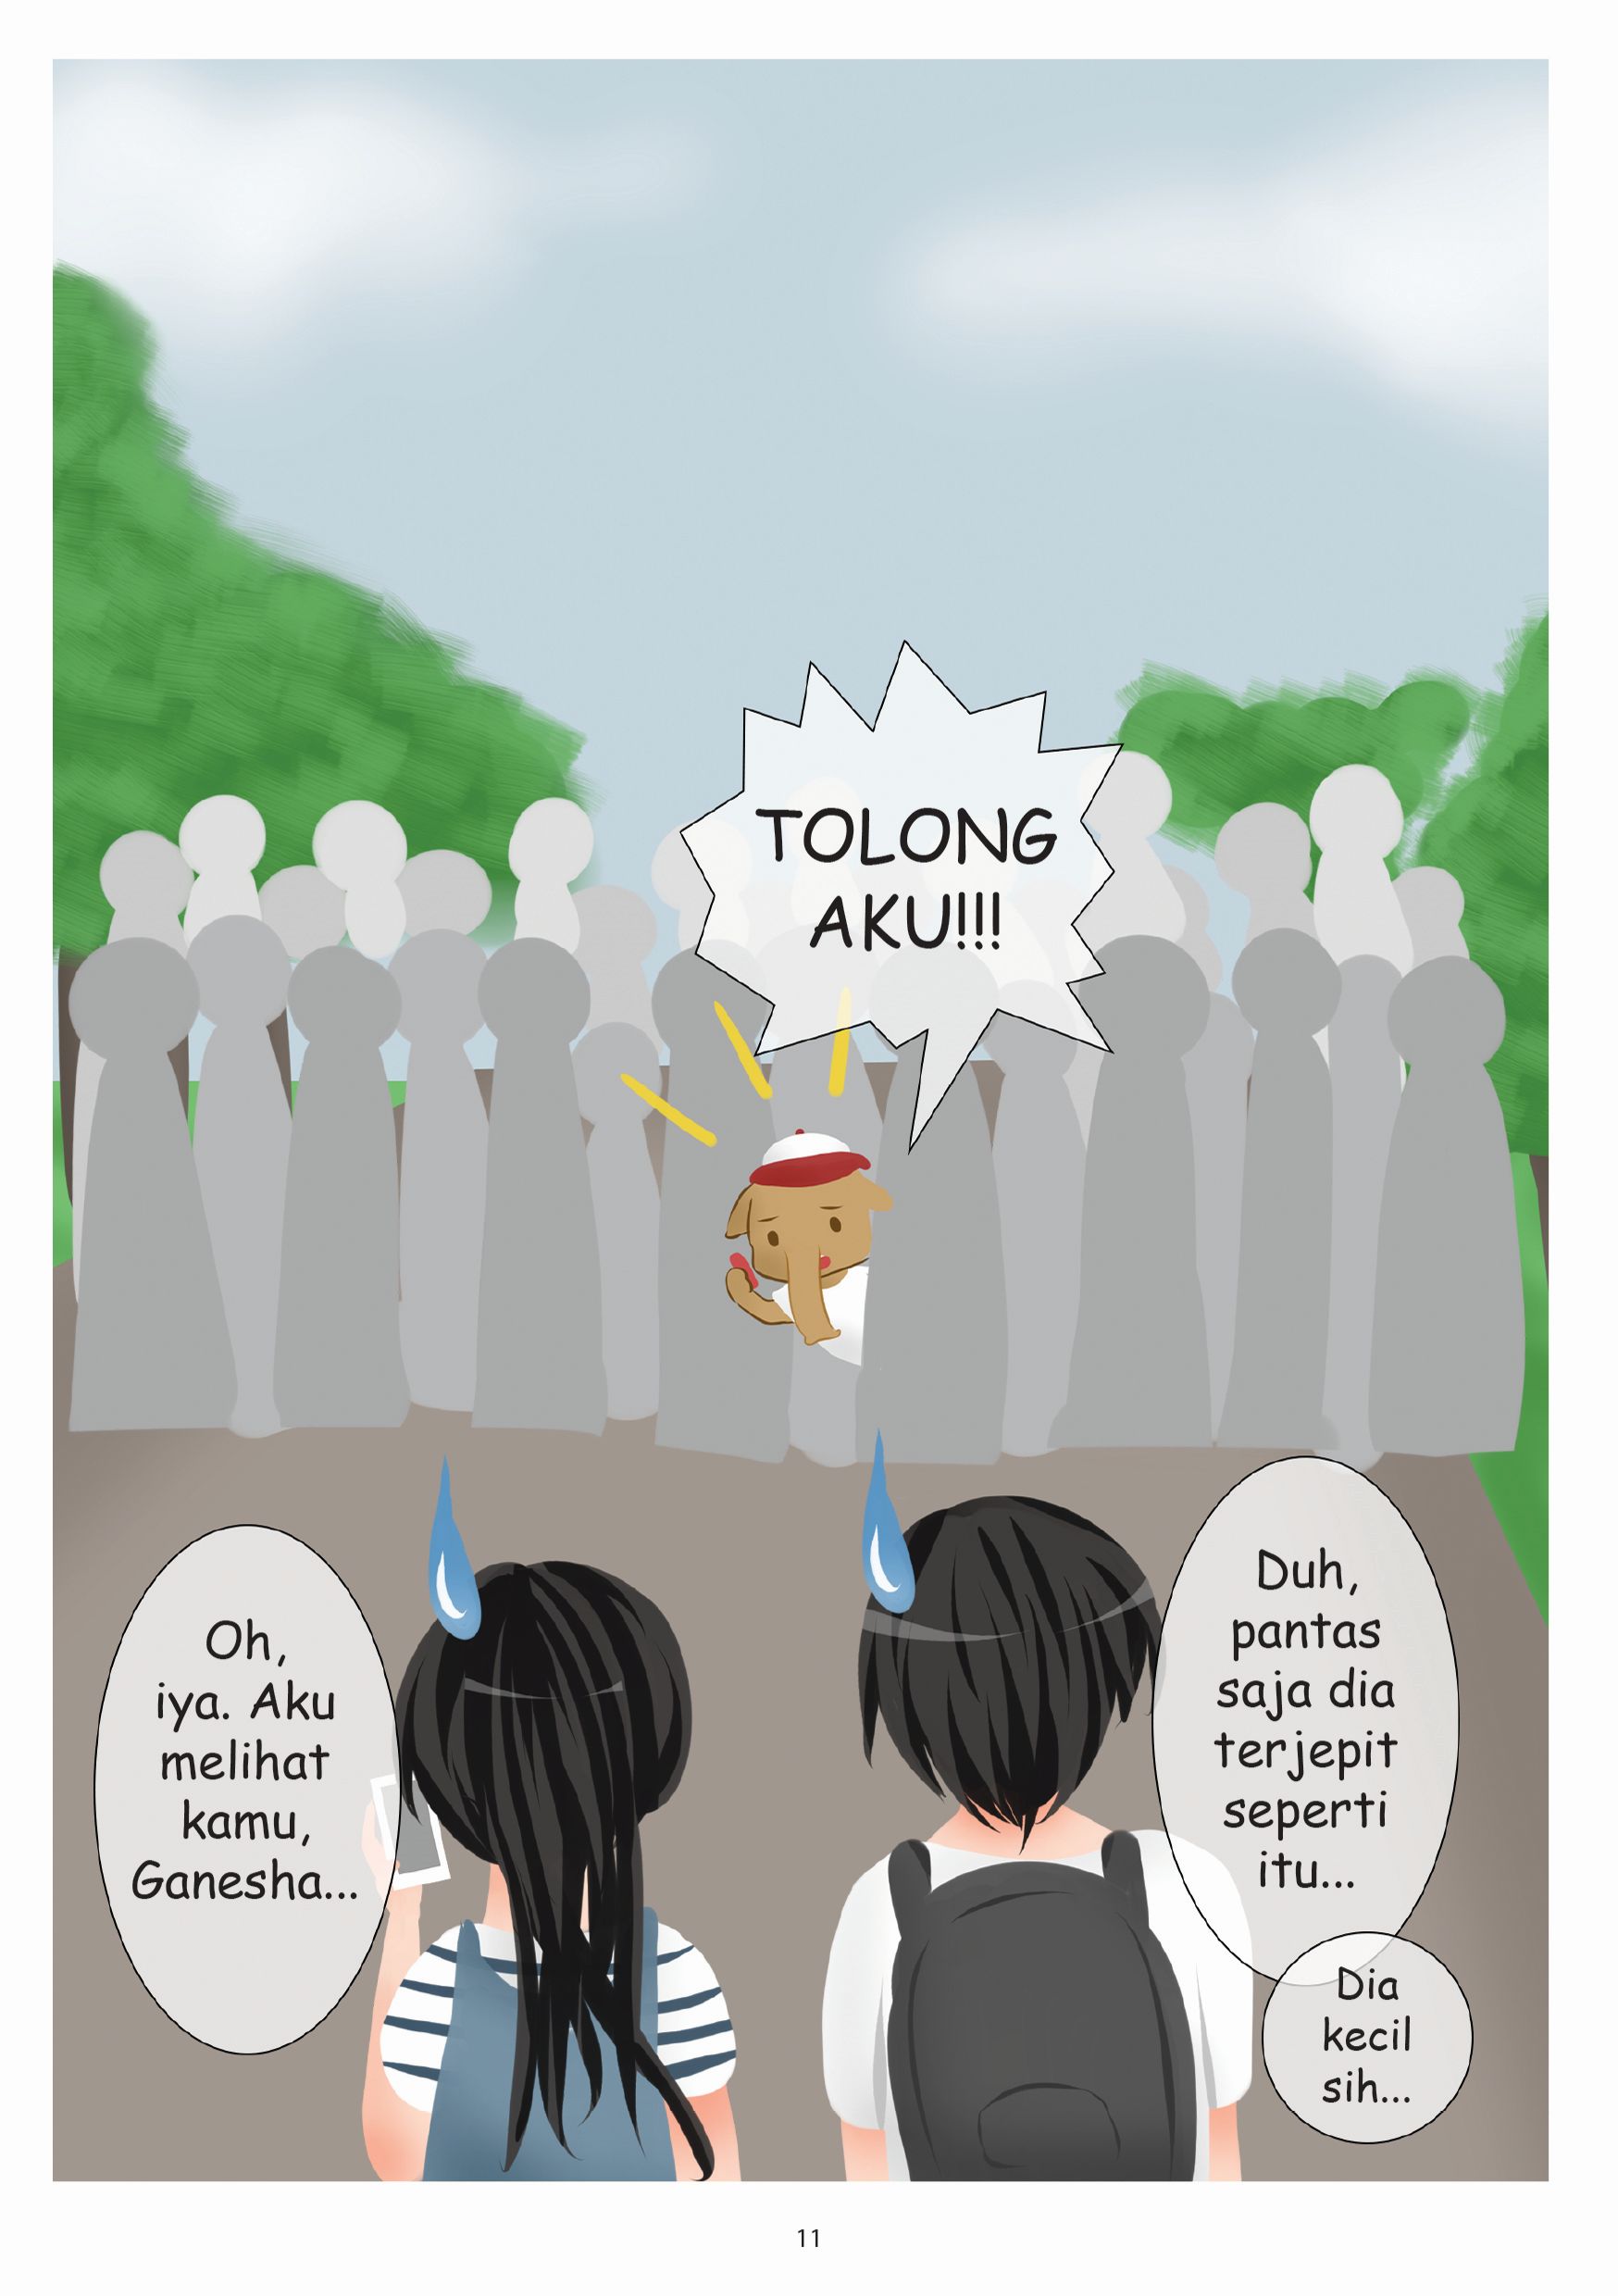 TOLONG
AKU!!!
Oh,
iya. Aku
melihat
kamu,
Ganesha...
Duh,
pantas
saja dia
terjepit
seperti
itu...
Dia
kecil
sih...
11